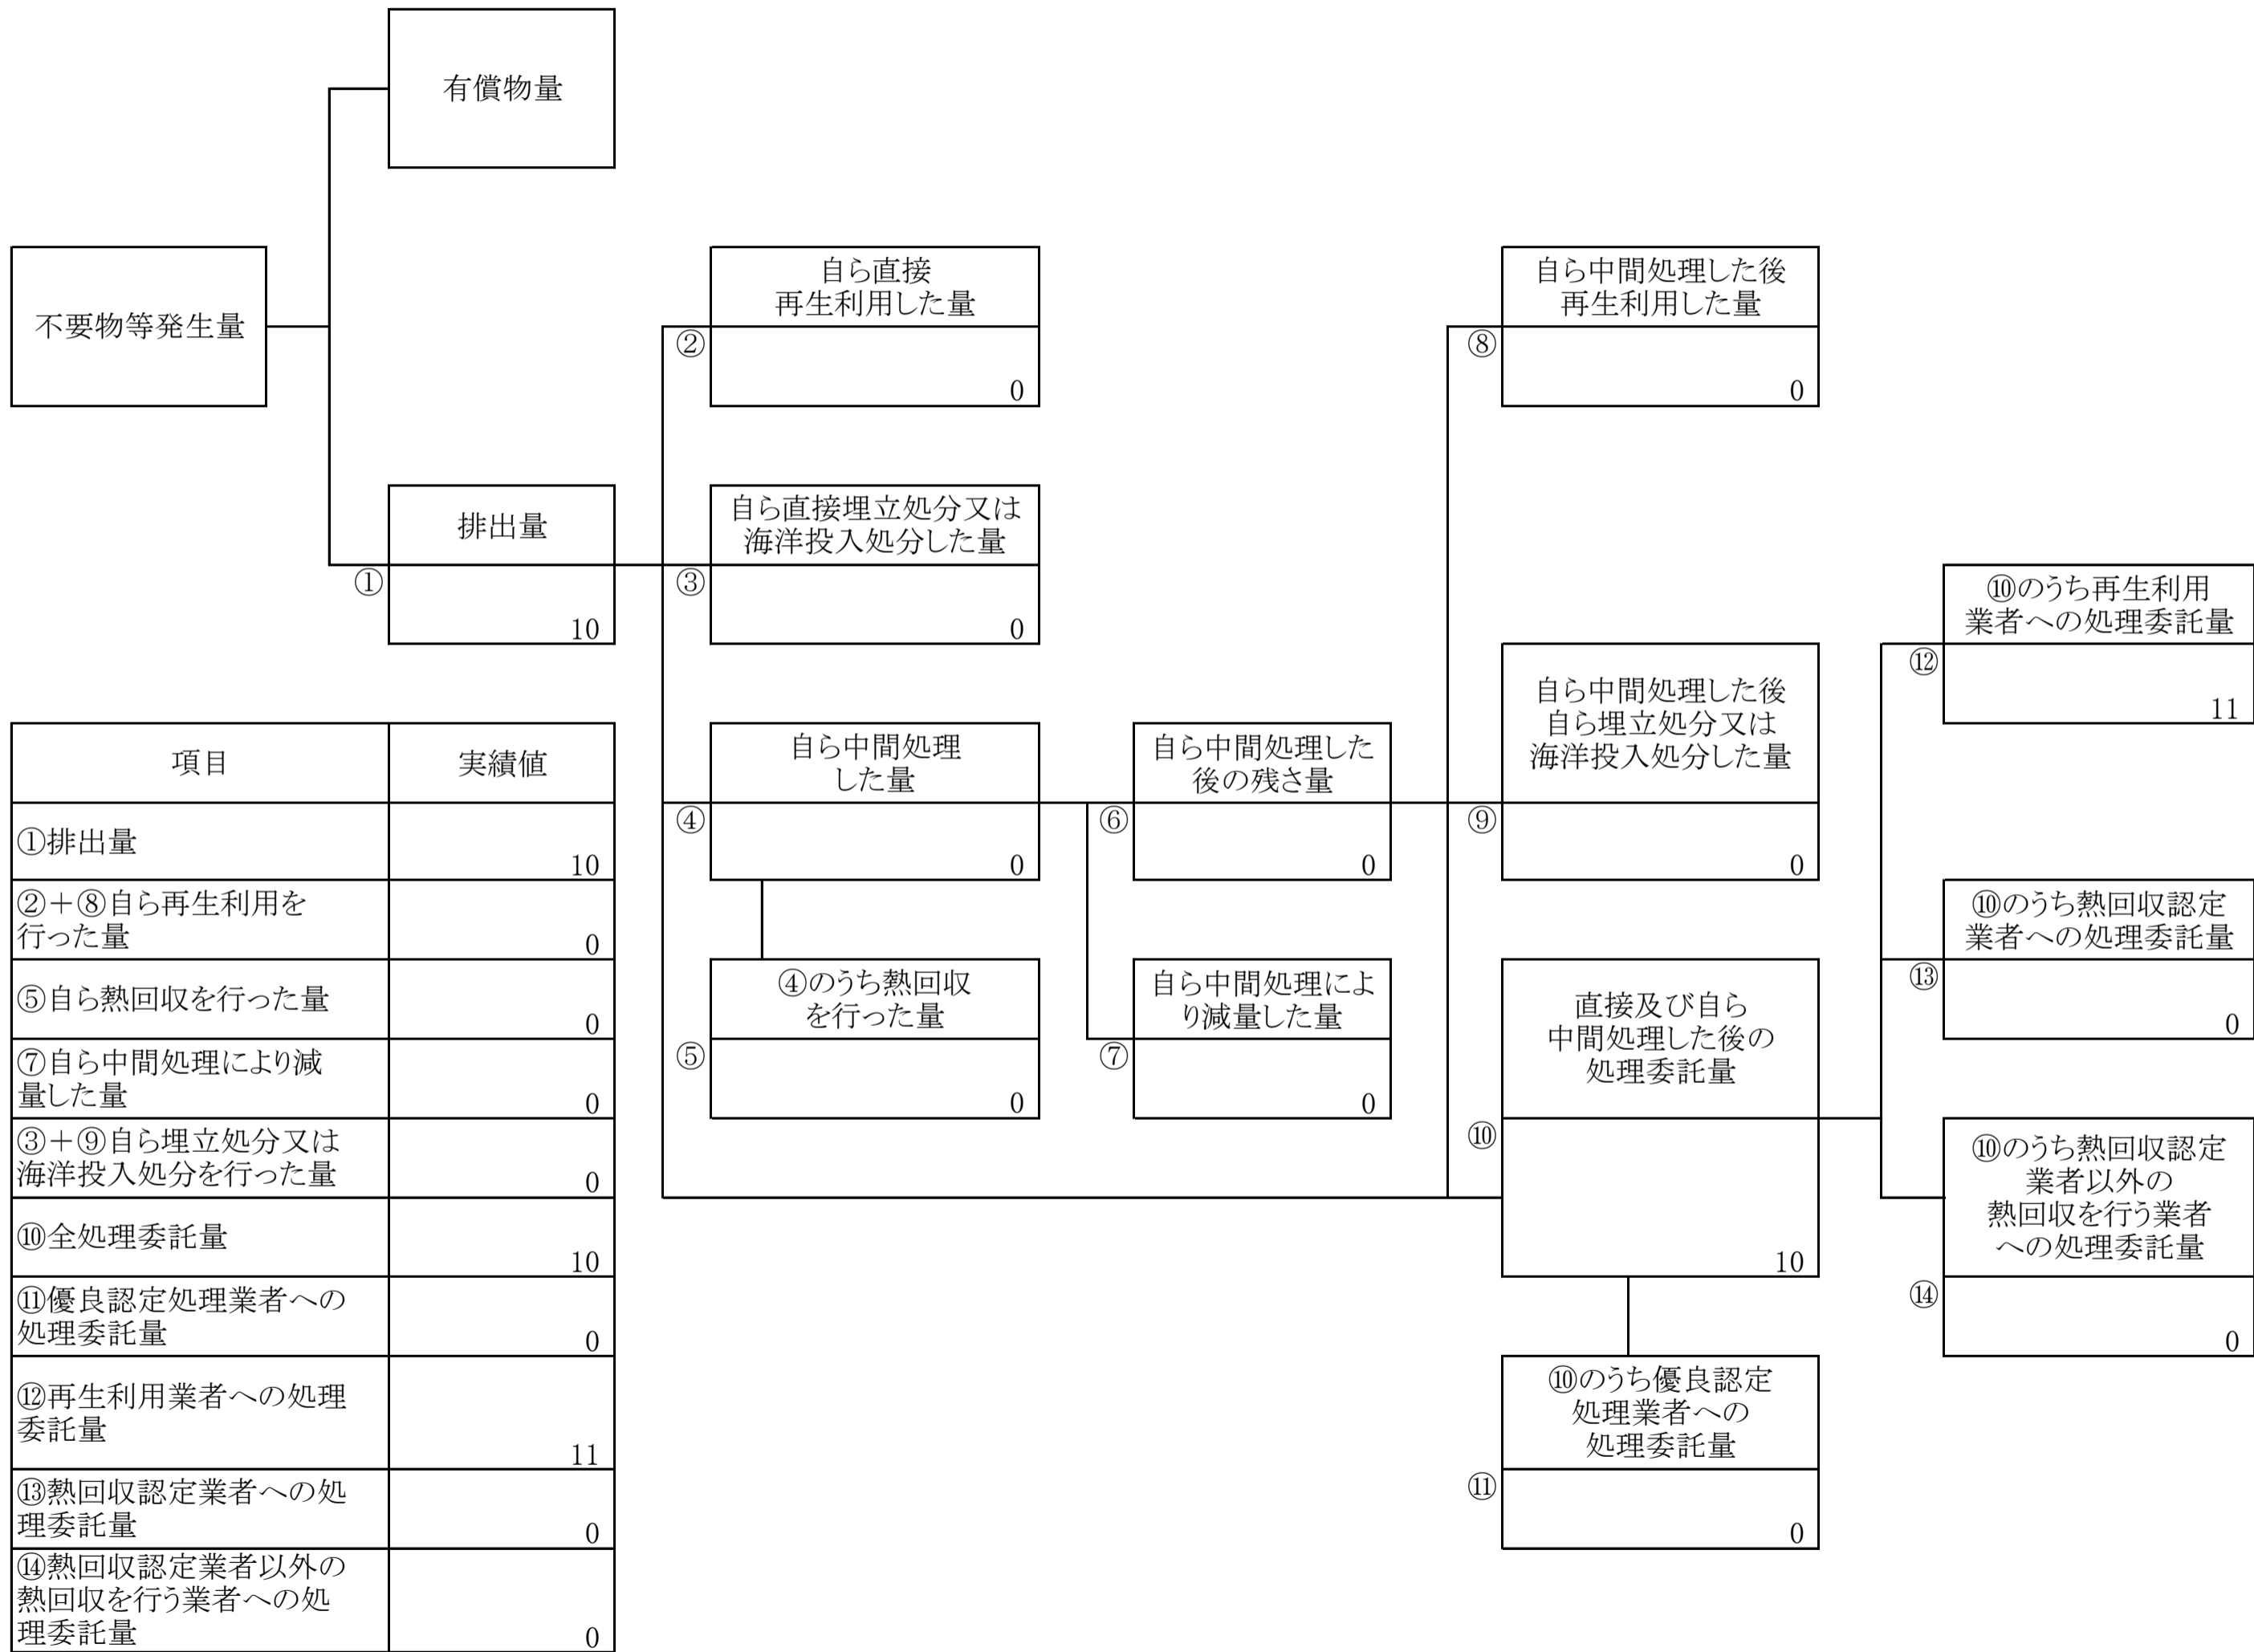 有償物量
不要物等発生量
自ら直接
再生利用した量
②
0
自ら中間処理した後
再生利用した量
⑧
0
排出量
①
10
自ら直接埋立処分又は
海洋投入処分した量
③
0
⑩のうち再生利用
業者への処理委託量
⑫
11
自ら中間処理
した量
④
0
自ら中間処理した
後の残さ量
⑥
0
自ら中間処理した後
自ら埋立処分又は
海洋投入処分した量
⑨
0
⑩のうち熱回収認定
業者への処理委託量
⑬
0
④のうち熱回収
を行った量
⑤
0
自ら中間処理によ
り減量した量
⑦
0
直接及び自ら
中間処理した後の
処理委託量
⑩
10
⑩のうち熱回収認定
業者以外の
熱回収を行う業者
への処理委託量
⑭
0
⑩のうち優良認定
処理業者への
処理委託量
⑪
0
項目
実績値
①排出量
10
②+⑧自ら再生利用を
行った量
0
⑤自ら熱回収を行った量
0
⑦自ら中間処理により減
量した量
0
③+⑨自ら埋立処分又は
海洋投入処分を行った量
0
⑩全処理委託量
10
⑪優良認定処理業者への
処理委託量
0
⑫再生利用業者への処理
委託量
11
⑬熱回収認定業者への処
理委託量
0
⑭熱回収認定業者以外の
熱回収を行う業者への処
理委託量
0